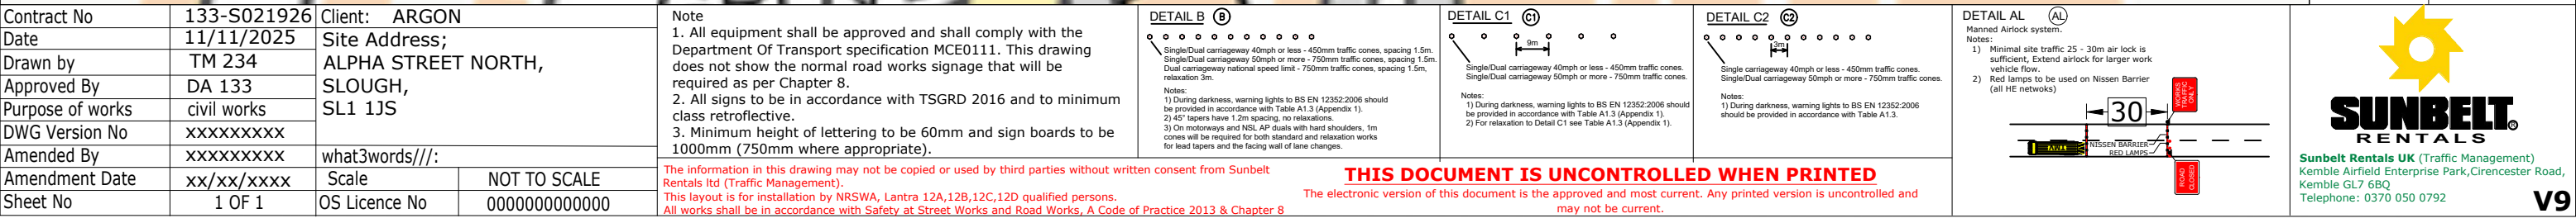 Contract No 133-S021926 Client: ARGON
Date 11/11/2025 Site Address;
Drawn by TM 234 ALPHA STREET NORTH,
Approved By DA 133 SLOUGH,
Purpose of works civil works SL1 1JS
DWG Version No xxxxxxxxx
Amended By xxxxxxxxx what3words///:
Amendment Date xx/xx/xxxx Scale NOT TO SCALE
Sheet No 1 OF 1 OS Licence No 0000000000000
Note
1. All equipment shall be approved and shall comply with the
Department Of Transport specification MCE0111. This drawing
does not show the normal road works signage that will be
required as per Chapter 8.
2. All signs to be in accordance with TSGRD 2016 and to minimum
class retroflective.
3. Minimum height of lettering to be 60mm and sign boards to be
1000mm (750mm where appropriate).
The information in this drawing may not be copied or used by third parties without written consent from Sunbelt
Rentals ltd (Traffic Management).
This layout is for installation by NRSWA, Lantra 12A,12B,12C,12D qualified persons.
All works shall be in accordance with Safety at Street Works and Road Works, A Code of Practice 2013 & Chapter 8
DETAIL B B
Single/Dual carriageway 40mph or less - 450mm traffic cones, spacing 1.5m.
Single/Dual carriageway 50mph or more - 750mm traffic cones, spacing 1.5m.
Dual carriageway national speed limit - 750mm traffic cones, spacing 1.5m,
relaxation 3m.
Notes:
1) During darkness, warning lights to BS EN 12352:2006 should
be provided in accordance with Table A1.3 (Appendix 1).
2) 45° tapers have 1.2m spacing, no relaxations.
3) On motorways and NSL AP duals with hard shoulders, 1m
cones will be required for both standard and relaxation works
for lead tapers and the facing wall of lane changes.
DETAIL C1 C1
9m
Single/Dual carriageway 40mph or less - 450mm traffic cones.
Single/Dual carriageway 50mph or more - 750mm traffic cones.
Notes:
1) During darkness, warning lights to BS EN 12352:2006 should
be provided in accordance with Table A1.3 (Appendix 1).
2) For relaxation to Detail C1 see Table A1.3 (Appendix 1).
DETAIL C2 C2
3m
Single carriageway 40mph or less - 450mm traffic cones.
Single/Dual carriageway 50mph or more - 750mm traffic cones.
Notes:
1) During darkness, warning lights to BS EN 12352:2006
should be provided in accordance with Table A1.3.
THIS DOCUMENT IS UNCONTROLLED WHEN PRINTED
The electronic version of this document is the approved and most current. Any printed version is uncontrolled and
may not be current.
DETAIL AL AL
Manned Airlock system.
Notes:
1) Minimal site traffic 25 - 30m air lock is
sufficient, Extend airlock for larger work
vehicle flow.
2) Red lamps to be used on Nissen Barrier
(all HE netwoks)
WORKS
TRAFFIC
ONLY
30
NISSEN BARRIER
RED LAMPS
ROAD
CLOSED
SUNBELT®
RENTALS
Sunbelt Rentals UK (Traffic Management)
Kemble Airfield Enterprise Park,Cirencester Road,
Kemble GL7 6BQ
Telephone: 0370 050 0792
V9